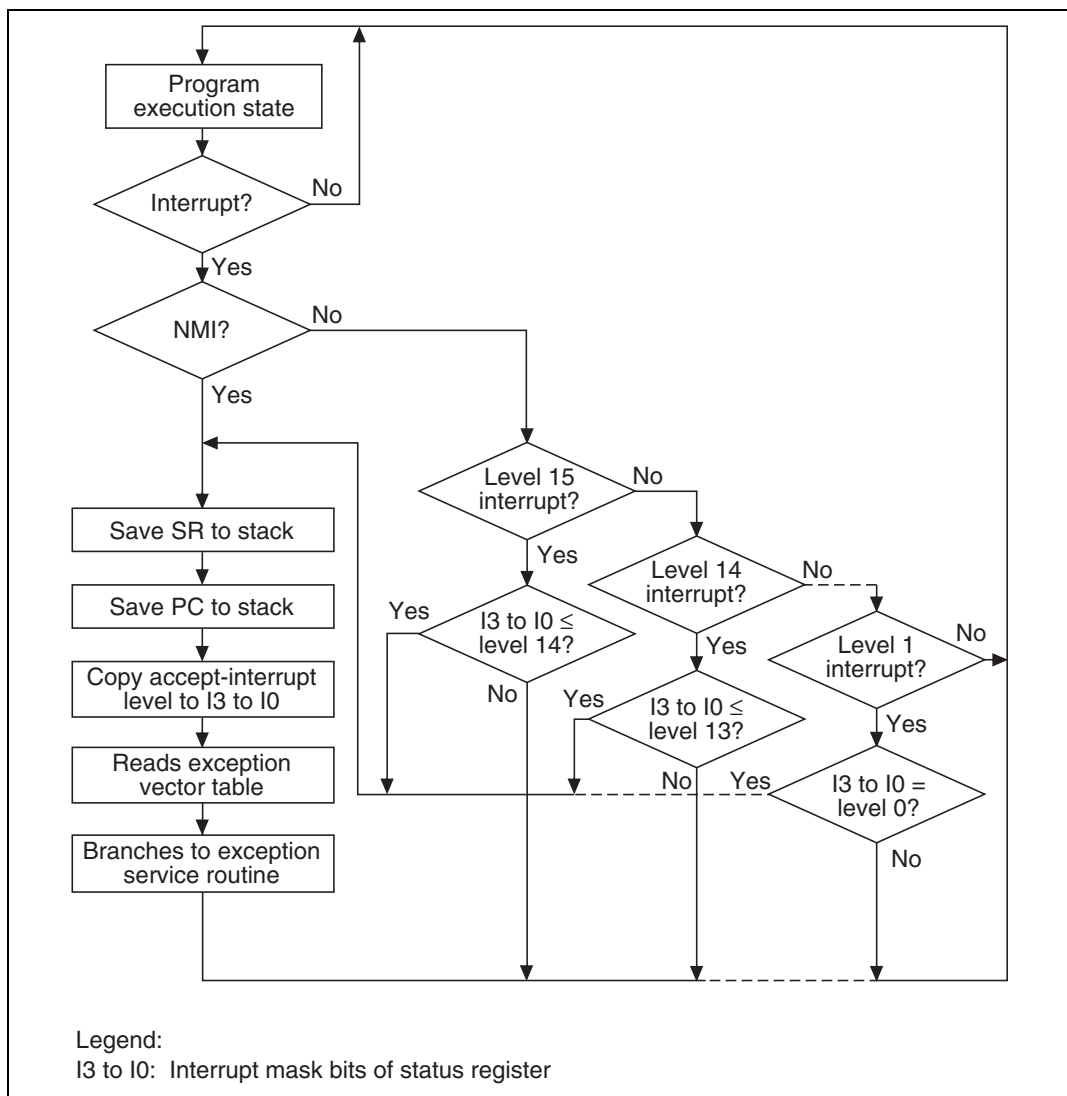 Program
execution state
Interrupt?
No
Yes
NMI?
No
Yes
Level 15
interrupt?
No
Yes
Level 14
interrupt?
No
Yes
Level 1
interrupt?
No
Yes
I3 to I0 ≤
level 14?
Yes
No
I3 to I0 ≤
level 13?
Yes
No
I3 to I0 =
level 0?
Yes
No
Save SR to stack
Save PC to stack
Copy accept-interrupt
level to I3 to I0
Reads exception
vector table
Branches to exception
service routine
Legend:
I3 to I0: Interrupt mask bits of status register